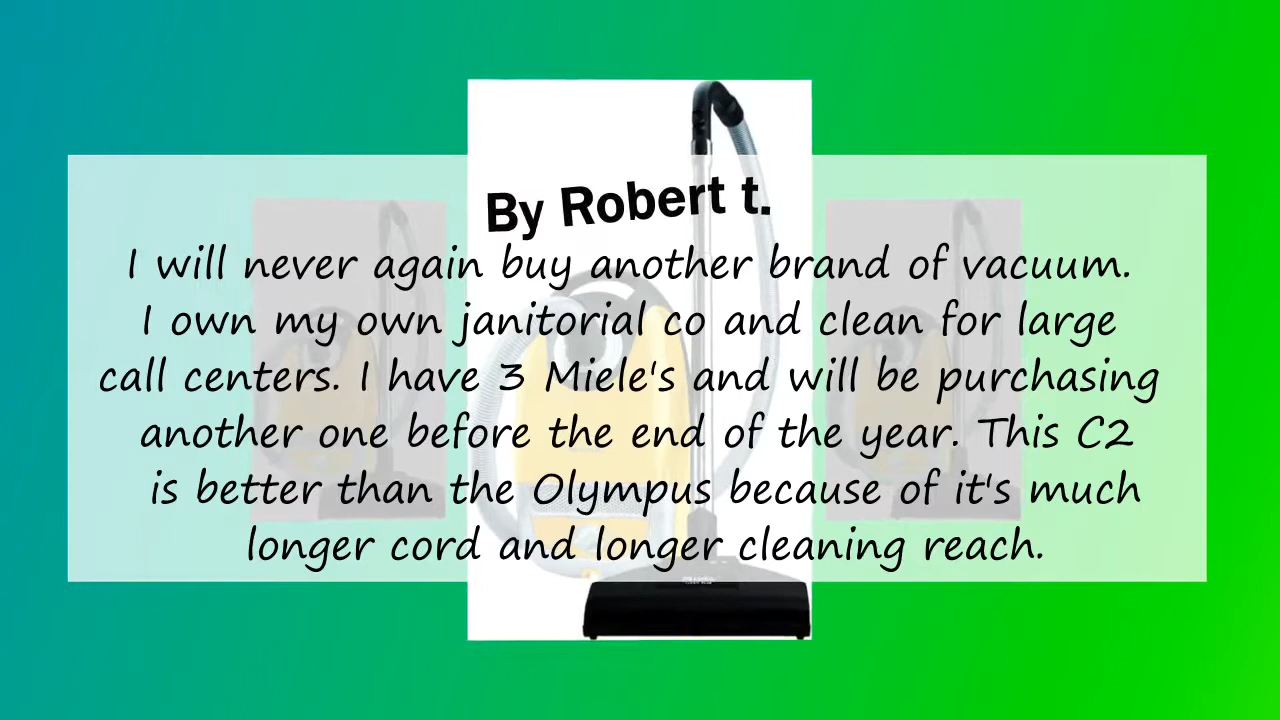 By Robert t.
I will never again buy another brand of vacuum.
I own my own janitorial co and clean for large
call centers. I have 3 Miele's and will be purchasing
another one before the end of the year. This C2
is better than the Olympus because of it's much
longer cord and longer cleaning reach.